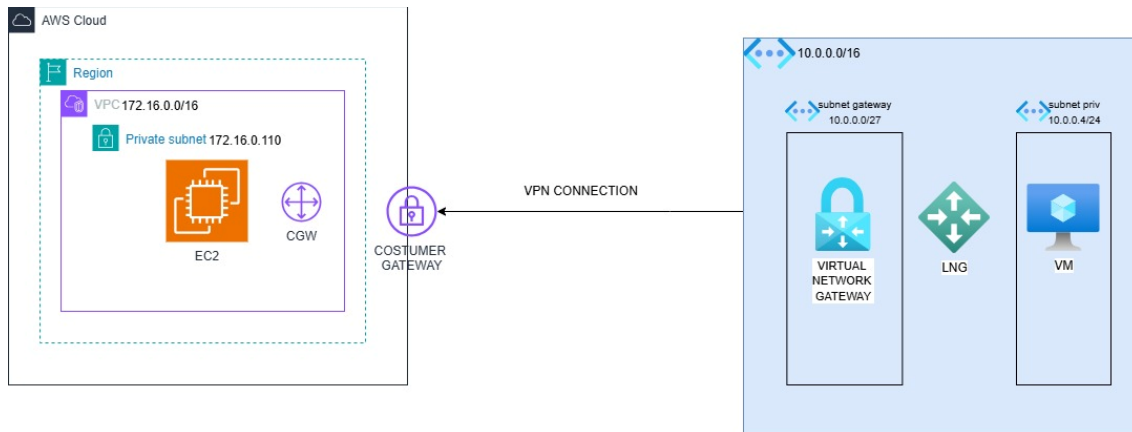 AWS Cloud
Region
VPC 172.16.0.0/16
Private subnet 172.16.0.110
EC2
CGW
COSTUMER
GATEWAY
VPN CONNECTION
10.0.0.0/16
subnet gateway
10.0.0.0/27
VIRTUAL
NETWORK
GATEWAY
LNG
subnet priv
10.0.0.4/24
VM